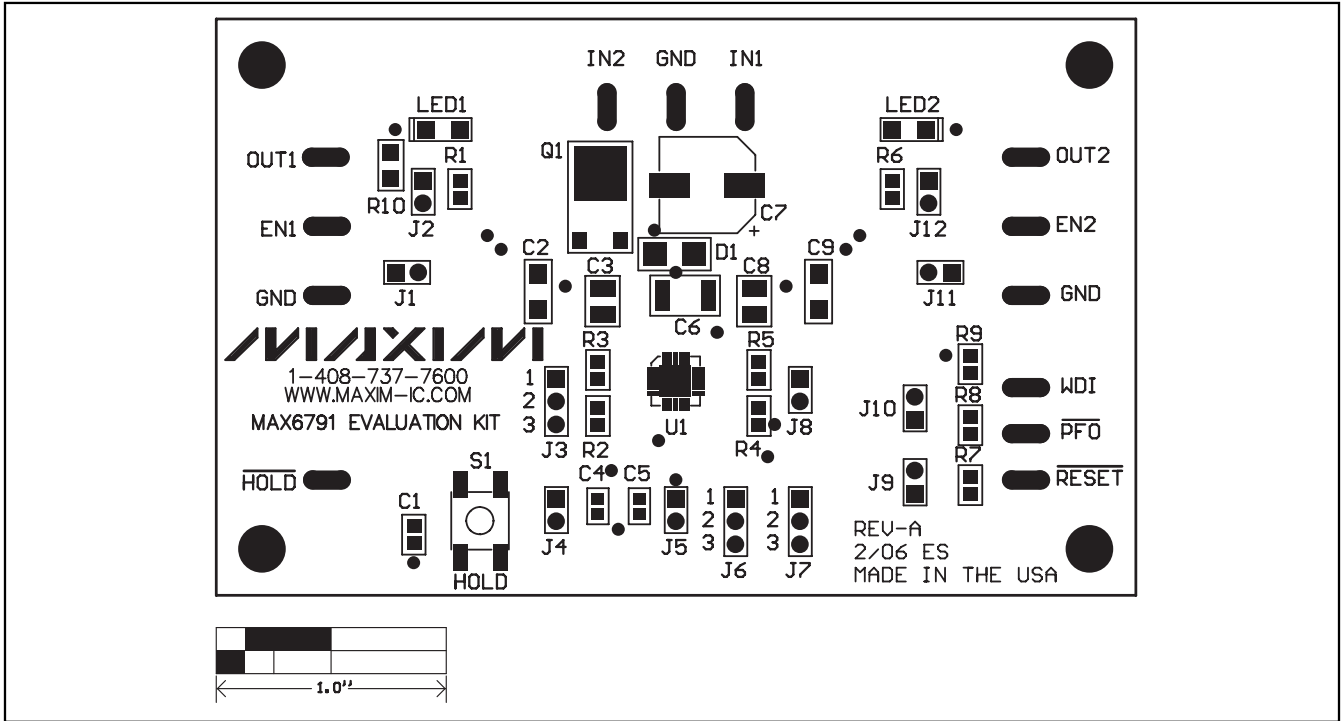 IN2 GND IN1
LED1 LED2
Q1 R1 R6
OUT1 OUT2
R10 J2 C7 J12
EN1 EN2
C2 D1 C9
C3 C8
GND J1 J11 GND
C6
MAXIM R3 R5 R9
1-408-737-7600
WWW.MAXIM-IC.COM
MAX6791 EVALUATION KIT
1
2
3
WDI
R8
J10
U1 J8
PFO
J3 R2 R4
R7
HOLD S1 C4 C5 J9 RESET
C1
1
2
3
1
2
3
J4 J5 J6 J7
HOLD
REV-A
2/06 ES
MADE IN THE USA
1.0"